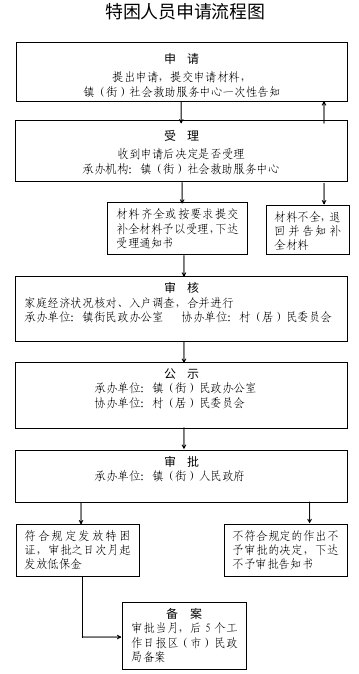 特困人员申请流程图
申 请
提出申请，提交申请材料，
镇（街）社会救助服务中心一次性告知
受 理
收到申请后决定是否受理
承办机构：镇（街）社会救助服务中心
材料齐全或按要求提交
补全材料予以受理，下达
受理通知书
材料不全，退
回并告知补
全材料
审 核
家庭经济状况核对、入户调查，合并进行
承办单位：镇街民政办公室 协办单位：村（居）民委员会
公 示
承办单位：镇（街）民政办公室
协办单位：村（居）民委员会
审 批
承办单位：镇（街）人民政府
符合规定发放特困
证，审批之日次月起
发放低保金
不符合规定的作出不
予审批的决定，下达
不予审批告知书
备 案
审批当月，后 5 个工
作日报区（市）民政
局备案